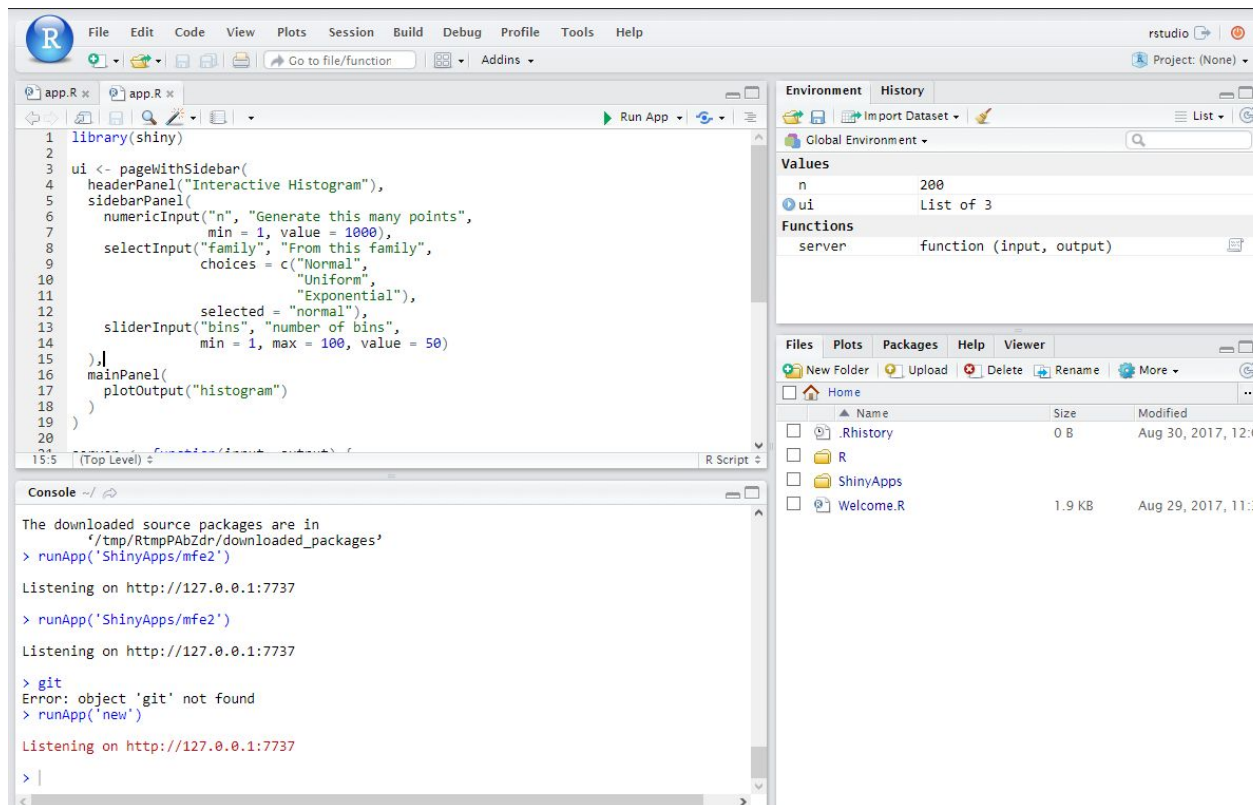 R File Edit Code View Plots Session Build Debug Profile Tools Help rstudio
Go to file/function Addins Project: (None)
app.R app.R
Run App
1 library(shiny)
2
3 ui <- pageWithSidebar(
4 headerPanel("Interactive Histogram"),
5 sidebarPanel(
6 numericInput("n", "Generate this many points",
7 min = 1, value = 1000),
8 selectInput("family", "From this family",
9 choices = c("Normal",
10 "Uniform",
11 "Exponential"),
12 selected = "normal"),
13 sliderInput("bins", "number of bins",
14 min = 1, max = 100, value = 50)
15 ),
16 mainPanel(
17 plotOutput("histogram")
18 )
19 )
20
15:5 (Top Level) R Script
Console ~/
The downloaded source packages are in
‘/tmp/RtmpPAbZdr/downloaded_packages’
> runApp('ShinyApps/mfe2')
Listening on http://127.0.0.1:7737
> runApp('ShinyApps/mfe2')
Listening on http://127.0.0.1:7737
> git
Error: object 'git' not found
> runApp('new')
Listening on http://127.0.0.1:7737
>
Environment History
Import Dataset List
Global Environment
Values
n 200
ui List of 3
Functions
server function (input, output)
Files Plots Packages Help Viewer
New Folder Upload Delete Rename More
Home
Name Size Modified
.Rhistory 0 B Aug 30, 2017, 12:
R
ShinyApps
Welcome.R 1.9 KB Aug 29, 2017, 11: